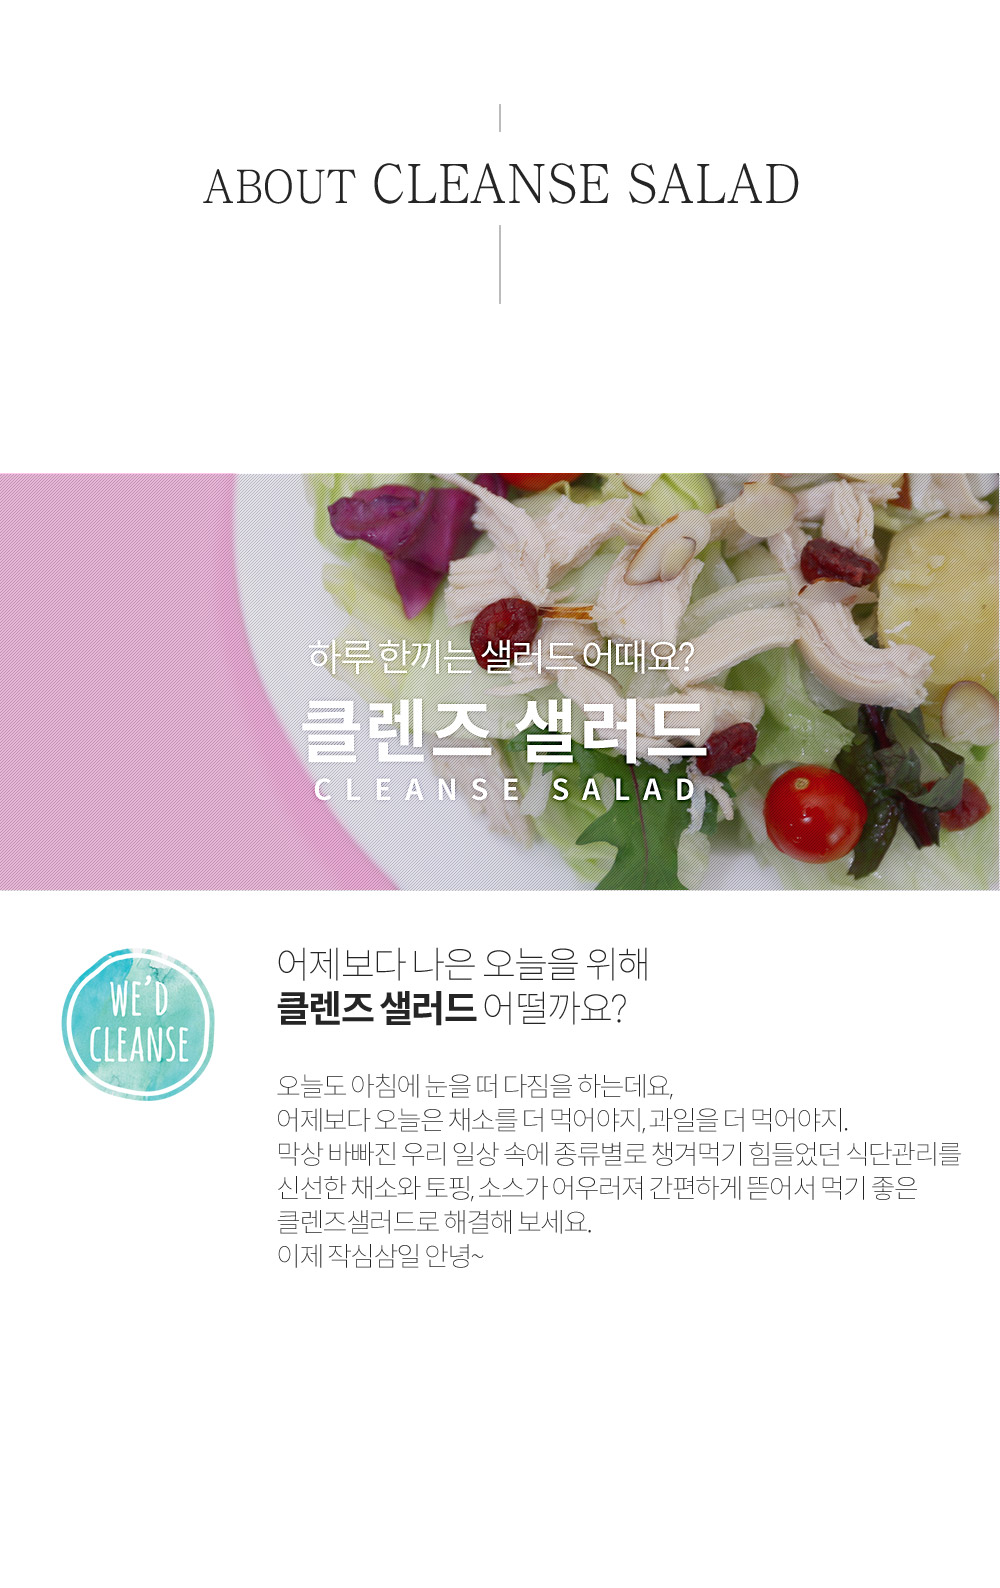 ABOUT CLEANSE SALAD
하루 한끼는 샐러드 어때요?
클렌즈 샐러드
CLEANSE SALAD
WE'D
CLEANSE
어제보다 나은 오늘을 위해
클렌즈 샐러드 어떨까요?
오늘도 아침에 눈을 떠 다짐을 하는데요,
어제보다 오늘은 채소를 더 먹어야지, 과일을 더 먹어야지.
막상 바빠진 우리 일상 속에 종류별로 챙겨먹기 힘들었던 식단관리를
신선한 채소와 토핑, 소스가 어우러져 간편하게 뜯어서 먹기 좋은
클렌즈샐러드로 해결해 보세요.
이제 작심삼일 안녕~